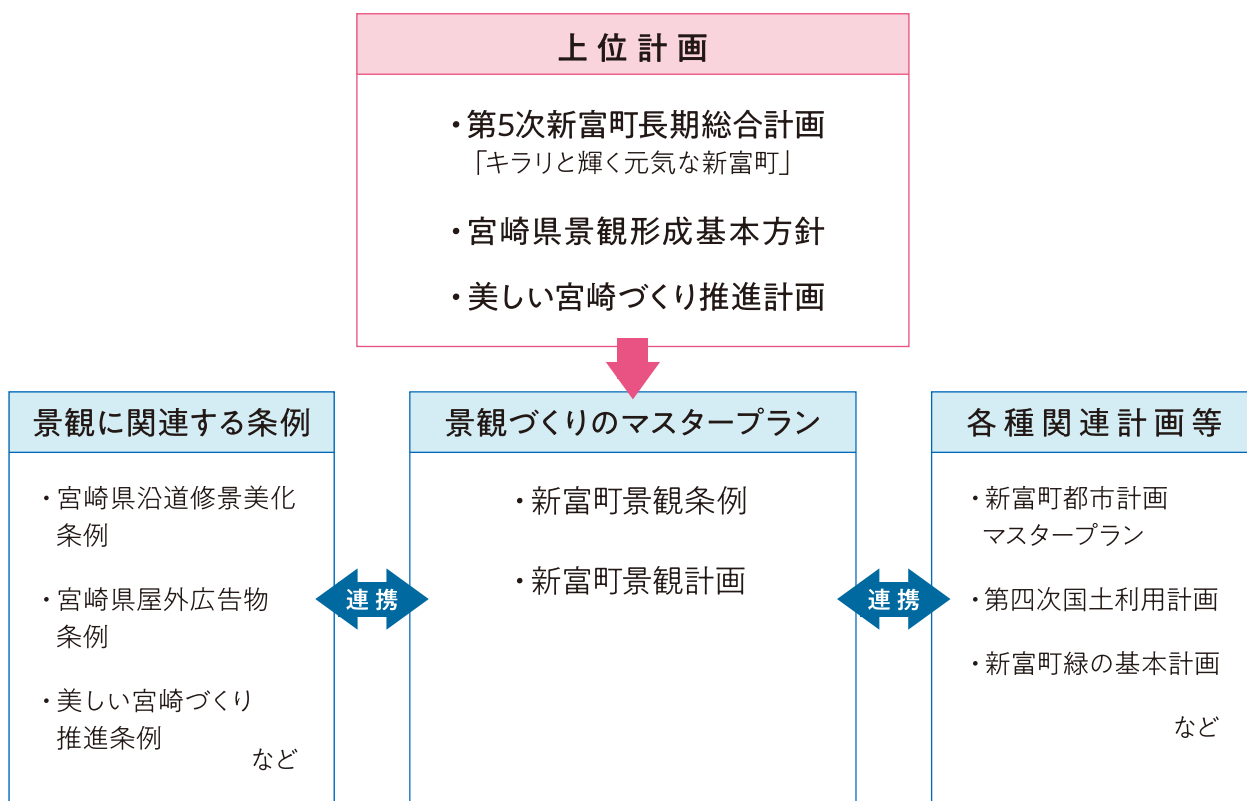 上位計画
・第5次新富町長期総合計画
「キラリと輝く元気な新富町」
・宮崎県景観形成基本方針
・美しい宮崎づくり推進計画
景観に関連する条例
・宮崎県沿道修景美化
条例
・宮崎県屋外広告物
条例
・美しい宮崎づくり
推進条例
など
連携
景観づくりのマスタープラン
・新富町景観条例
・新富町景観計画
連携
各種関連計画等
・新富町都市計画
マスタープラン
・第四次国土利用計画
・新富町緑の基本計画
など